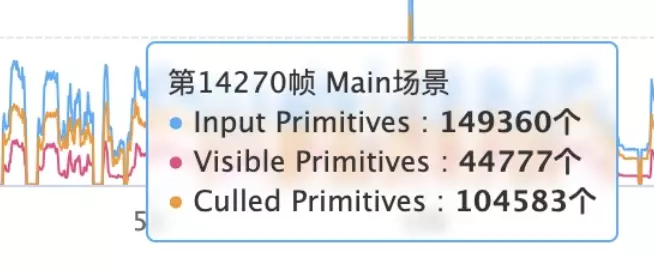 第14270帧 Main场景
Input Primitives：149360个
Visible Primitives：44777个
Culled Primitives：104583个
5